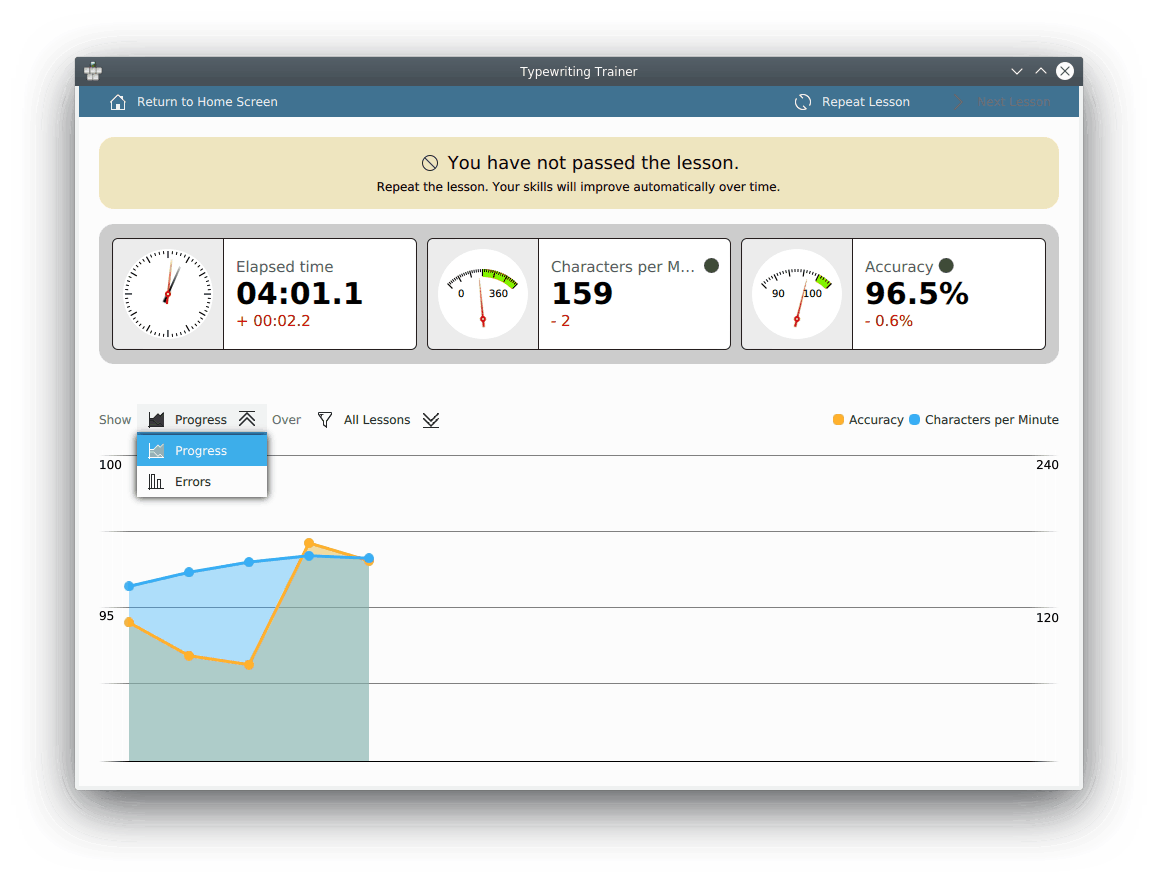 Typewriting Trainer
Return to Home Screen
Repeat Lesson
Next Lesson
You have not passed the lesson.
Repeat the lesson. Your skills will improve automatically over time.
0 360
90 100
Elapsed time
04:01.1
+ 00:02.2
Characters per M...
159
- 2
Accuracy
96.5%
- 0.6%
Show Progress Over All Lessons
Accuracy Characters per Minute
Progress
Errors
100 240
95 120